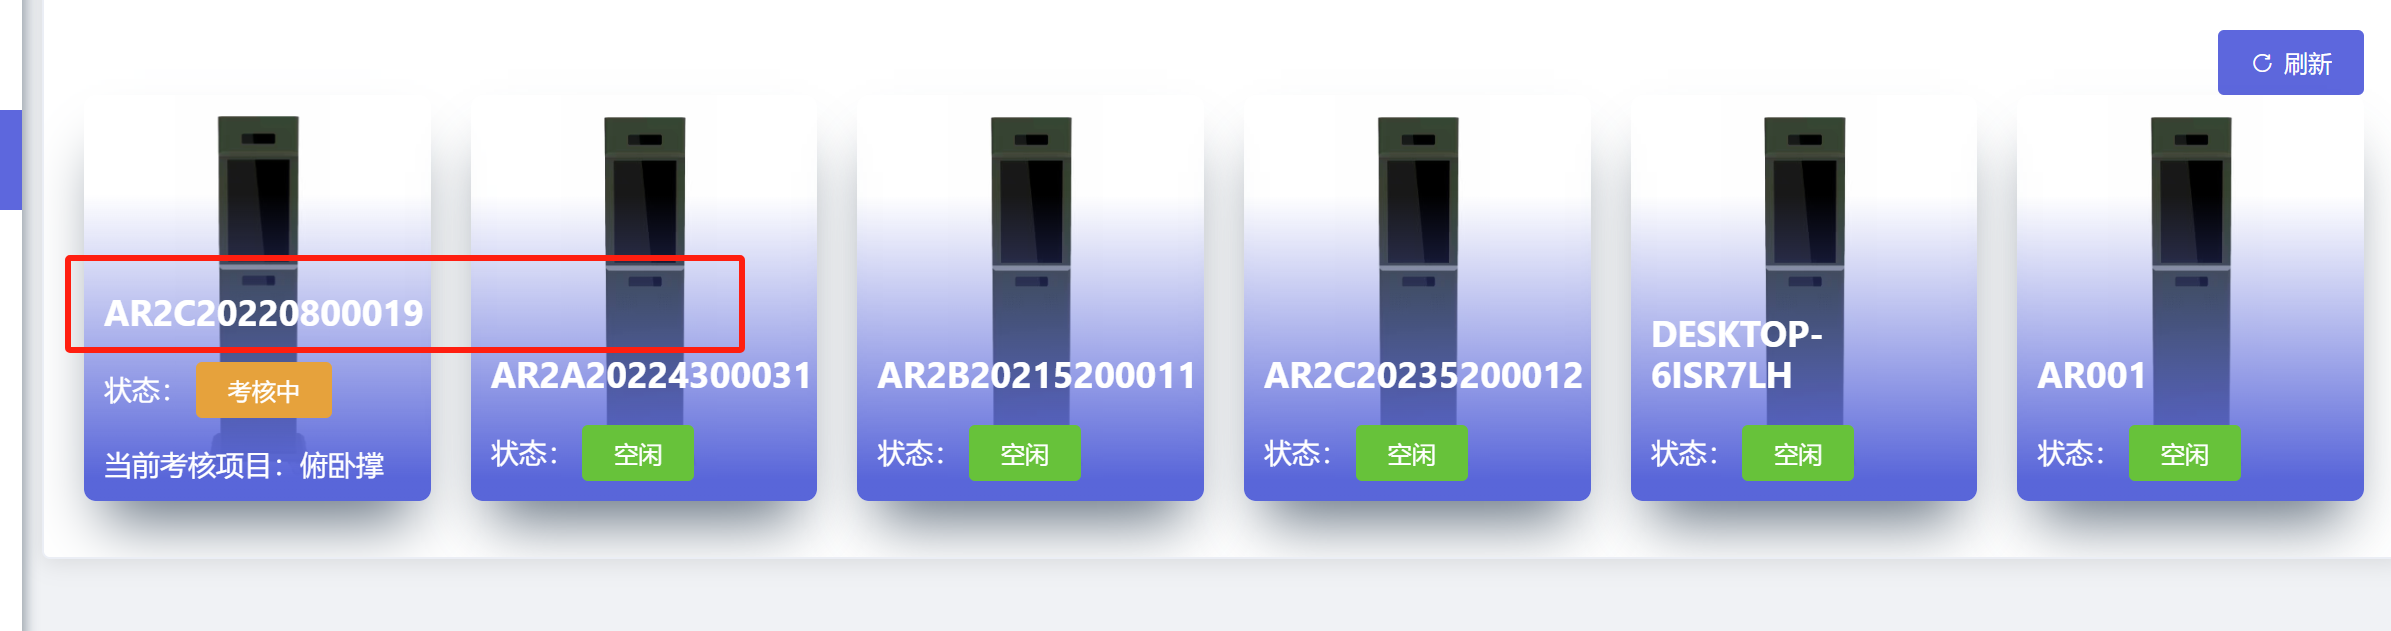 刷新
AR2C20220800019
状态：
考核中
当前考核项目：俯卧撑
AR2A20224300031
状态：
空闲
AR2B20215200011
状态：
空闲
AR2C20235200012
状态：
空闲
DESKTOP-
6ISR7LH
状态：
空闲
AR001
状态：
空闲